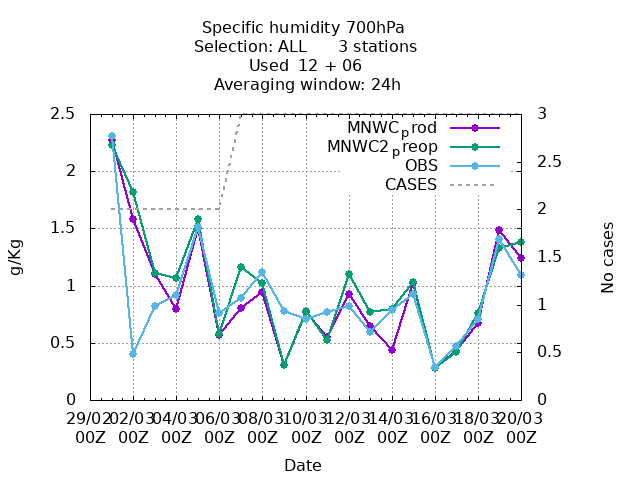 Specific humidity 700hPa
Selection: ALL 3 stations
Used 12 + 06
Averaging window: 24h
MNWC_prod
MNWC2_preop
OBS
CASES
g/Kg
2.5
2
1.5
1
0.5
0
No cases
3
2.5
2
1.5
1
0.5
0
29/02 02/03 04/03 06/03 08/03 10/03 12/03 14/03 16/03 18/03 20/03
00Z 00Z 00Z 00Z 00Z 00Z 00Z 00Z 00Z 00Z 00Z
Date